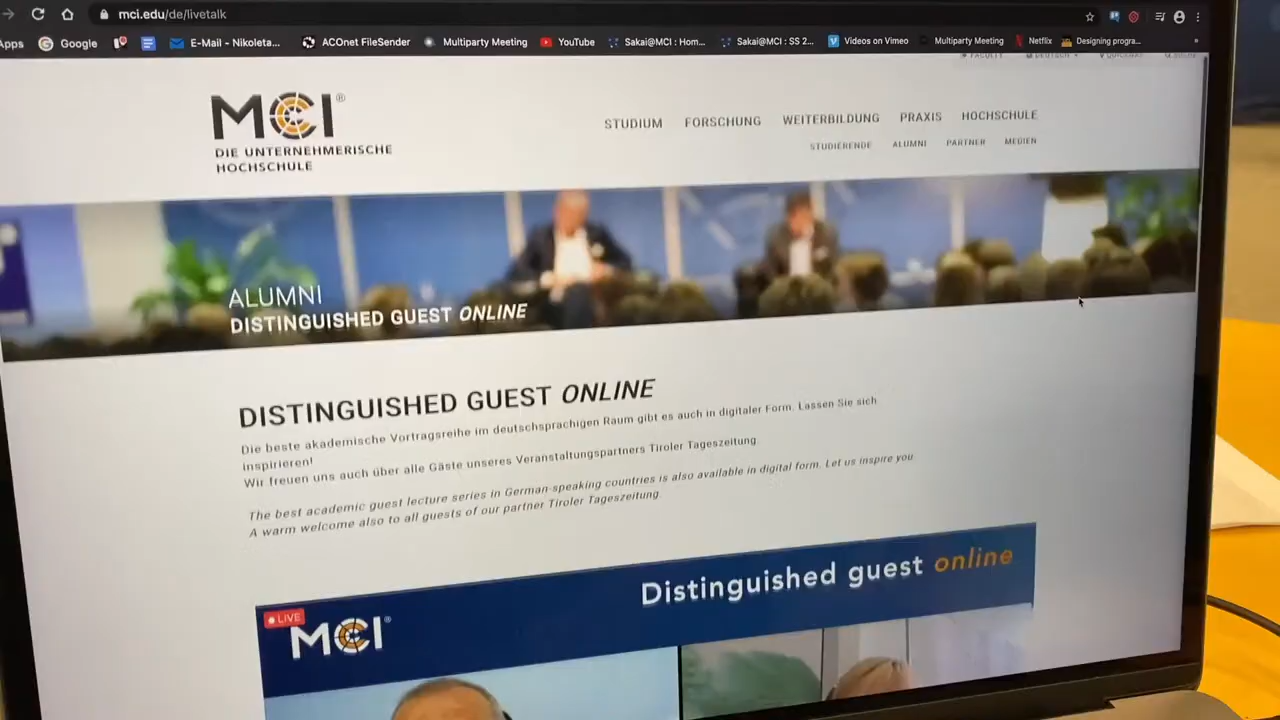 mci.edu/de/livetalk
Apps Google E-Mail - Nikoleta... ACOnet FileSender Multiparty Meeting YouTube Sakai@MCI : Hom... Sakai@MCI : SS 2... Videos on Vimeo Multiparty Meeting Netflix Designing progra... »
MCI®
DIE UNTERNEHMERISCHE
HOCHSCHULE
STUDIUM FORSCHUNG WEITERBILDUNG PRAXIS HOCHSCHULE
STUDIERENDE ALUMNI PARTNER MEDIEN
ALUMNI
DISTINGUISHED GUEST ONLINE
DISTINGUISHED GUEST ONLINE
Die beste akademische Vortragsreihe im deutschsprachigen Raum gibt es auch in digitaler Form. Lassen Sie sich
inspirieren!
Wir freuen uns auch über alle Gäste unseres Veranstaltungspartners Tiroler Tageszeitung.
The best academic guest lecture series in German-speaking countries is also available in digital form. Let us inspire you.
A warm welcome also to all guests of our partner Tiroler Tageszeitung.
Distinguished guest online
LIVE
MCI®